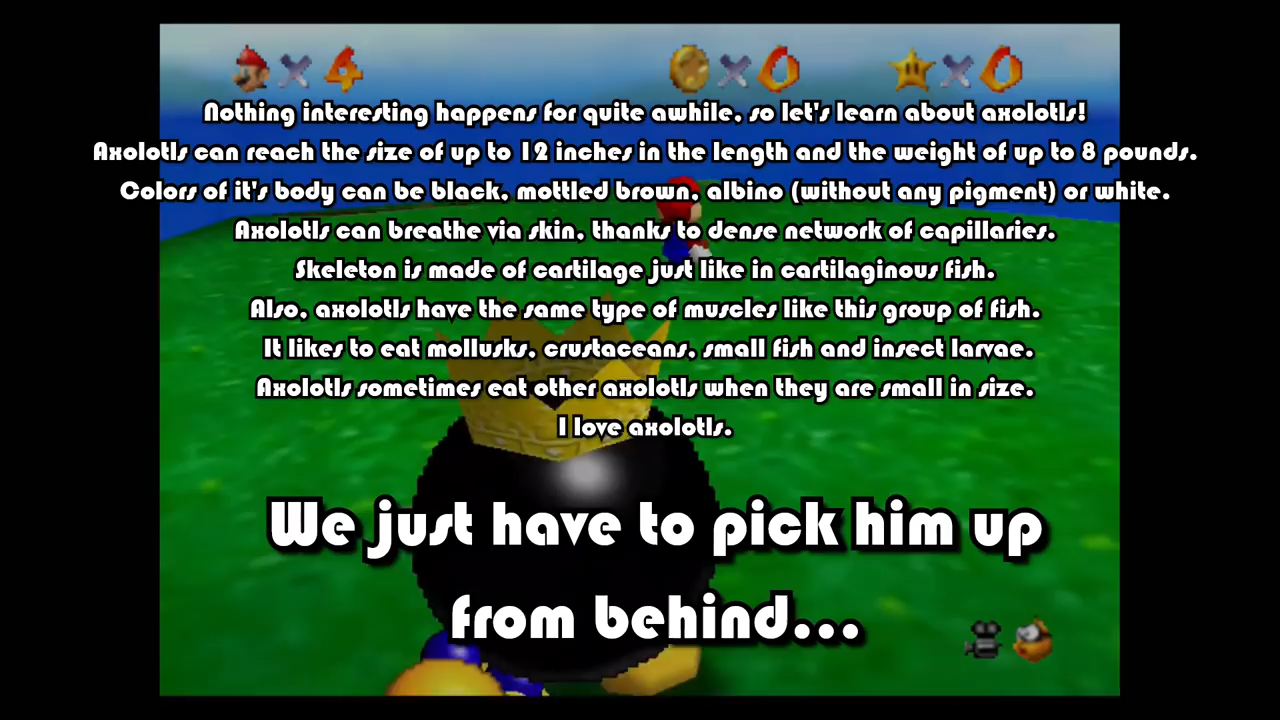 × 4 × 0 × 0
Nothing interesting happens for quite awhile, so let's learn about axolotls!
Axolotls can reach the size of up to 12 inches in the length and the weight of up to 8 pounds.
Colors of it's body can be black, mottled brown, albino (without any pigment) or white.
Axolotls can breathe via skin, thanks to dense network of capillaries.
Skeleton is made of cartilage just like in cartilaginous fish.
Also, axolotls have the same type of muscles like this group of fish.
It likes to eat mollusks, crustaceans, small fish and insect larvae.
Axolotls sometimes eat other axolotls when they are small in size.
I love axolotls.
We just have to pick him up
from behind...